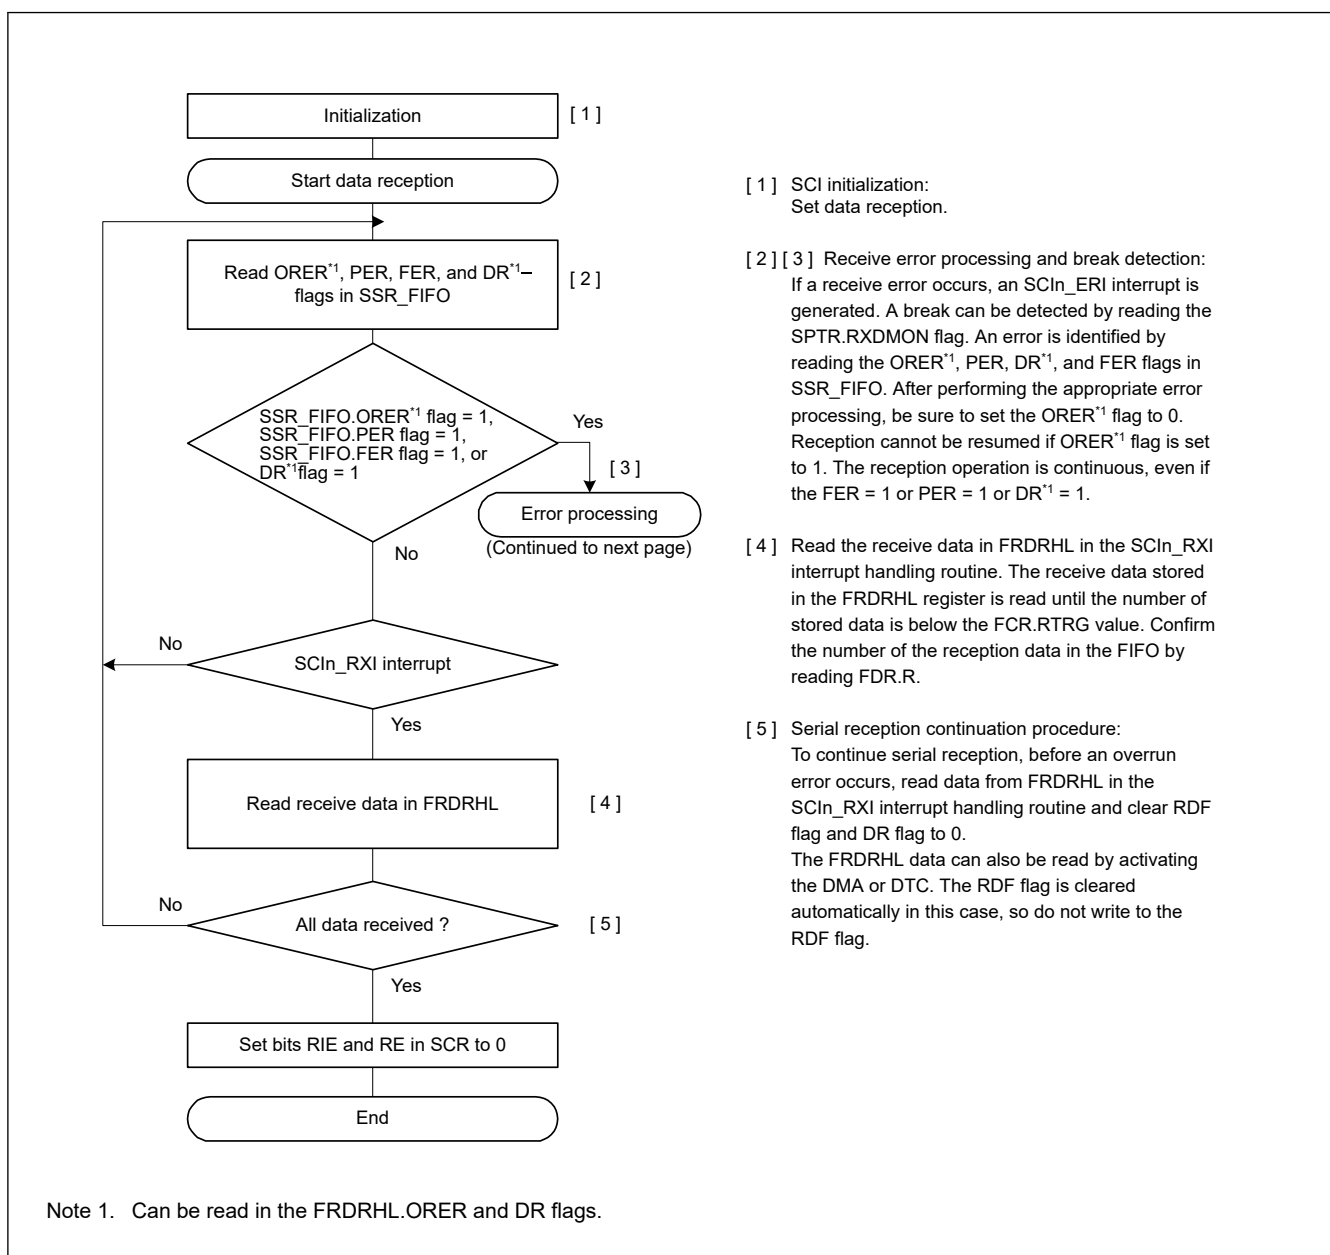 Initialization
[ 1 ]
Start data reception
Read ORER*1, PER, FER, and DR*1–
flags in SSR_FIFO
[ 2 ]
SSR_FIFO.ORER*1 flag = 1,
SSR_FIFO.PER flag = 1,
SSR_FIFO.FER flag = 1, or
DR*1flag = 1
Yes
[ 3 ]
Error processing
(Continued to next page)
No
No
SCIn_RXI interrupt
Yes
Read receive data in FRDRHL
[ 4 ]
No
All data received ?
[ 5 ]
Yes
Set bits RIE and RE in SCR to 0
End
[ 1 ] SCI initialization:
Set data reception.
[ 2 ] [ 3 ] Receive error processing and break detection:
If a receive error occurs, an SCIn_ERI interrupt is
generated. A break can be detected by reading the
SPTR.RXDMON flag. An error is identified by
reading the ORER*1, PER, DR*1, and FER flags in
SSR_FIFO. After performing the appropriate error
processing, be sure to set the ORER*1 flag to 0.
Reception cannot be resumed if ORER*1 flag is set
to 1. The reception operation is continuous, even if
the FER = 1 or PER = 1 or DR*1 = 1.
[ 4 ] Read the receive data in FRDRHL in the SCIn_RXI
interrupt handling routine. The receive data stored
in the FRDRHL register is read until the number of
stored data is below the FCR.RTRG value. Confirm
the number of the reception data in the FIFO by
reading FDR.R.
[ 5 ] Serial reception continuation procedure:
To continue serial reception, before an overrun
error occurs, read data from FRDRHL in the
SCIn_RXI interrupt handling routine and clear RDF
flag and DR flag to 0.
The FRDRHL data can also be read by activating
the DMA or DTC. The RDF flag is cleared
automatically in this case, so do not write to the
RDF flag.
Note 1. Can be read in the FRDRHL.ORER and DR flags.